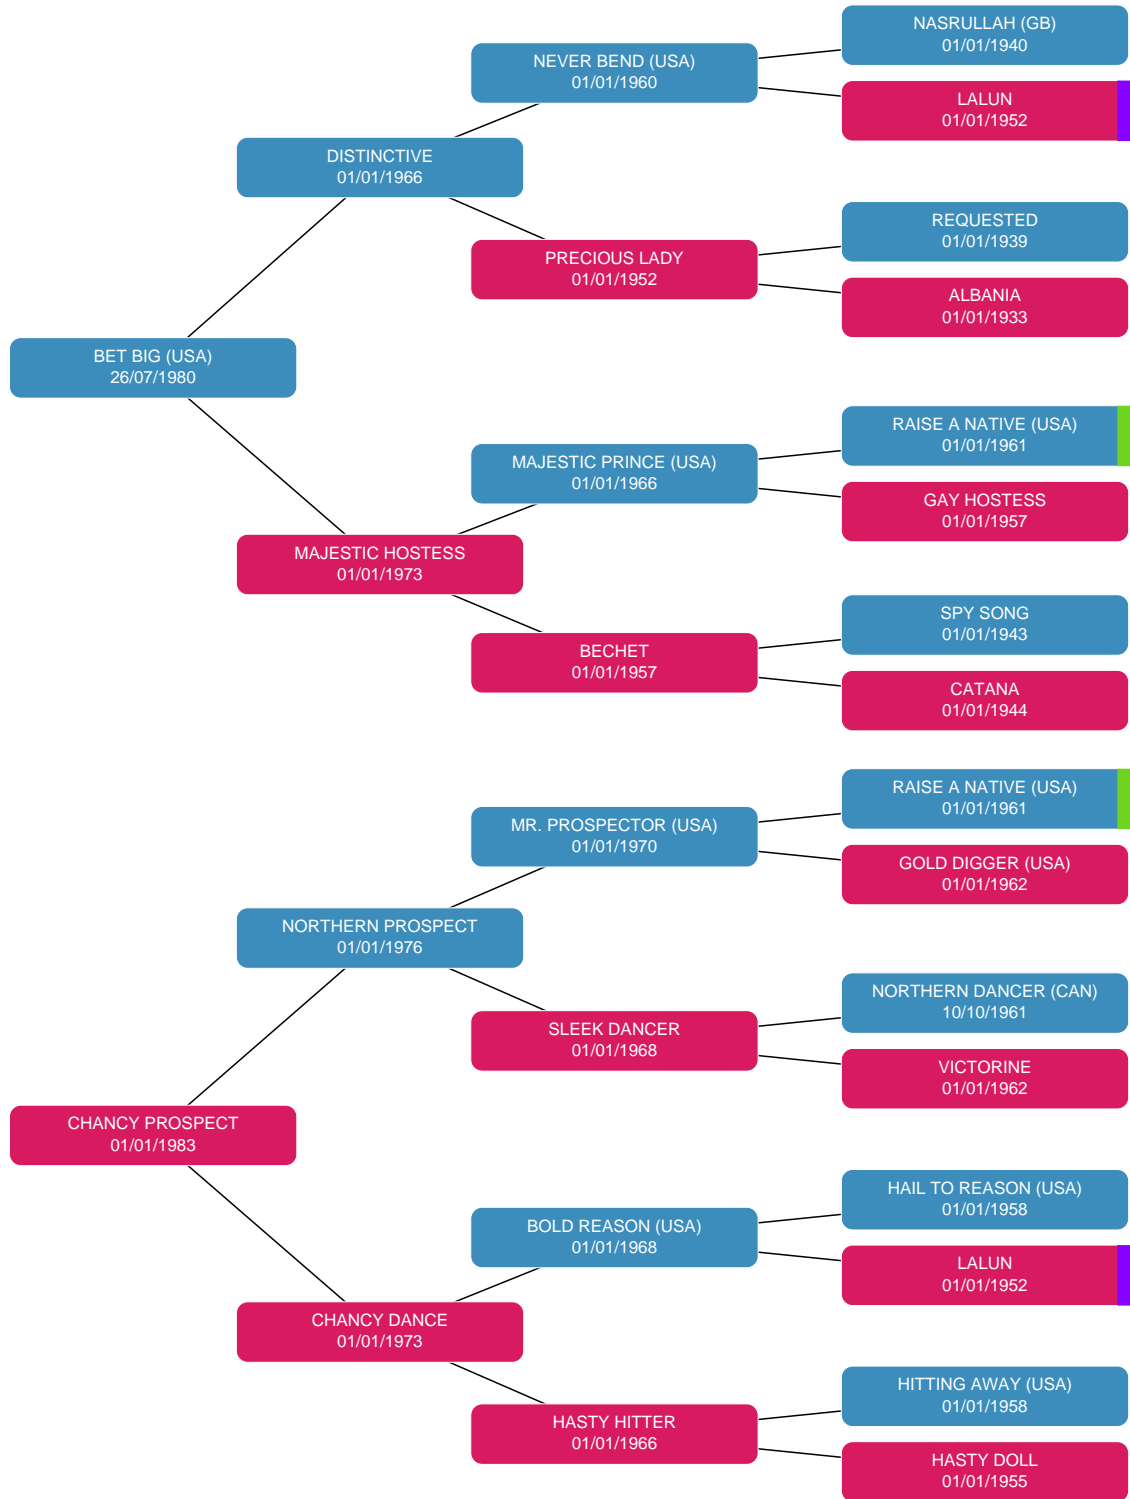 NASRULLAH (GB)
01/01/1940
NEVER BEND (USA)
01/01/1960
LALUN
01/01/1952
DISTINCTIVE
01/01/1966
REQUESTED
01/01/1939
PRECIOUS LADY
01/01/1952
ALBANIA
01/01/1933
BET BIG (USA)
26/07/1980
RAISE A NATIVE (USA)
01/01/1961
MAJESTIC PRINCE (USA)
01/01/1966
GAY HOSTESS
01/01/1957
MAJESTIC HOSTESS
01/01/1973
SPY SONG
01/01/1943
BECHET
01/01/1957
CATANA
01/01/1944
RAISE A NATIVE (USA)
01/01/1961
MR. PROSPECTOR (USA)
01/01/1970
GOLD DIGGER (USA)
01/01/1962
NORTHERN PROSPECT
01/01/1976
NORTHERN DANCER (CAN)
10/10/1961
SLEEK DANCER
01/01/1968
VICTORINE
01/01/1962
CHANCY PROSPECT
01/01/1983
HAIL TO REASON (USA)
01/01/1958
BOLD REASON (USA)
01/01/1968
LALUN
01/01/1952
CHANCY DANCE
01/01/1973
HITTING AWAY (USA)
01/01/1958
HASTY HITTER
01/01/1966
HASTY DOLL
01/01/1955